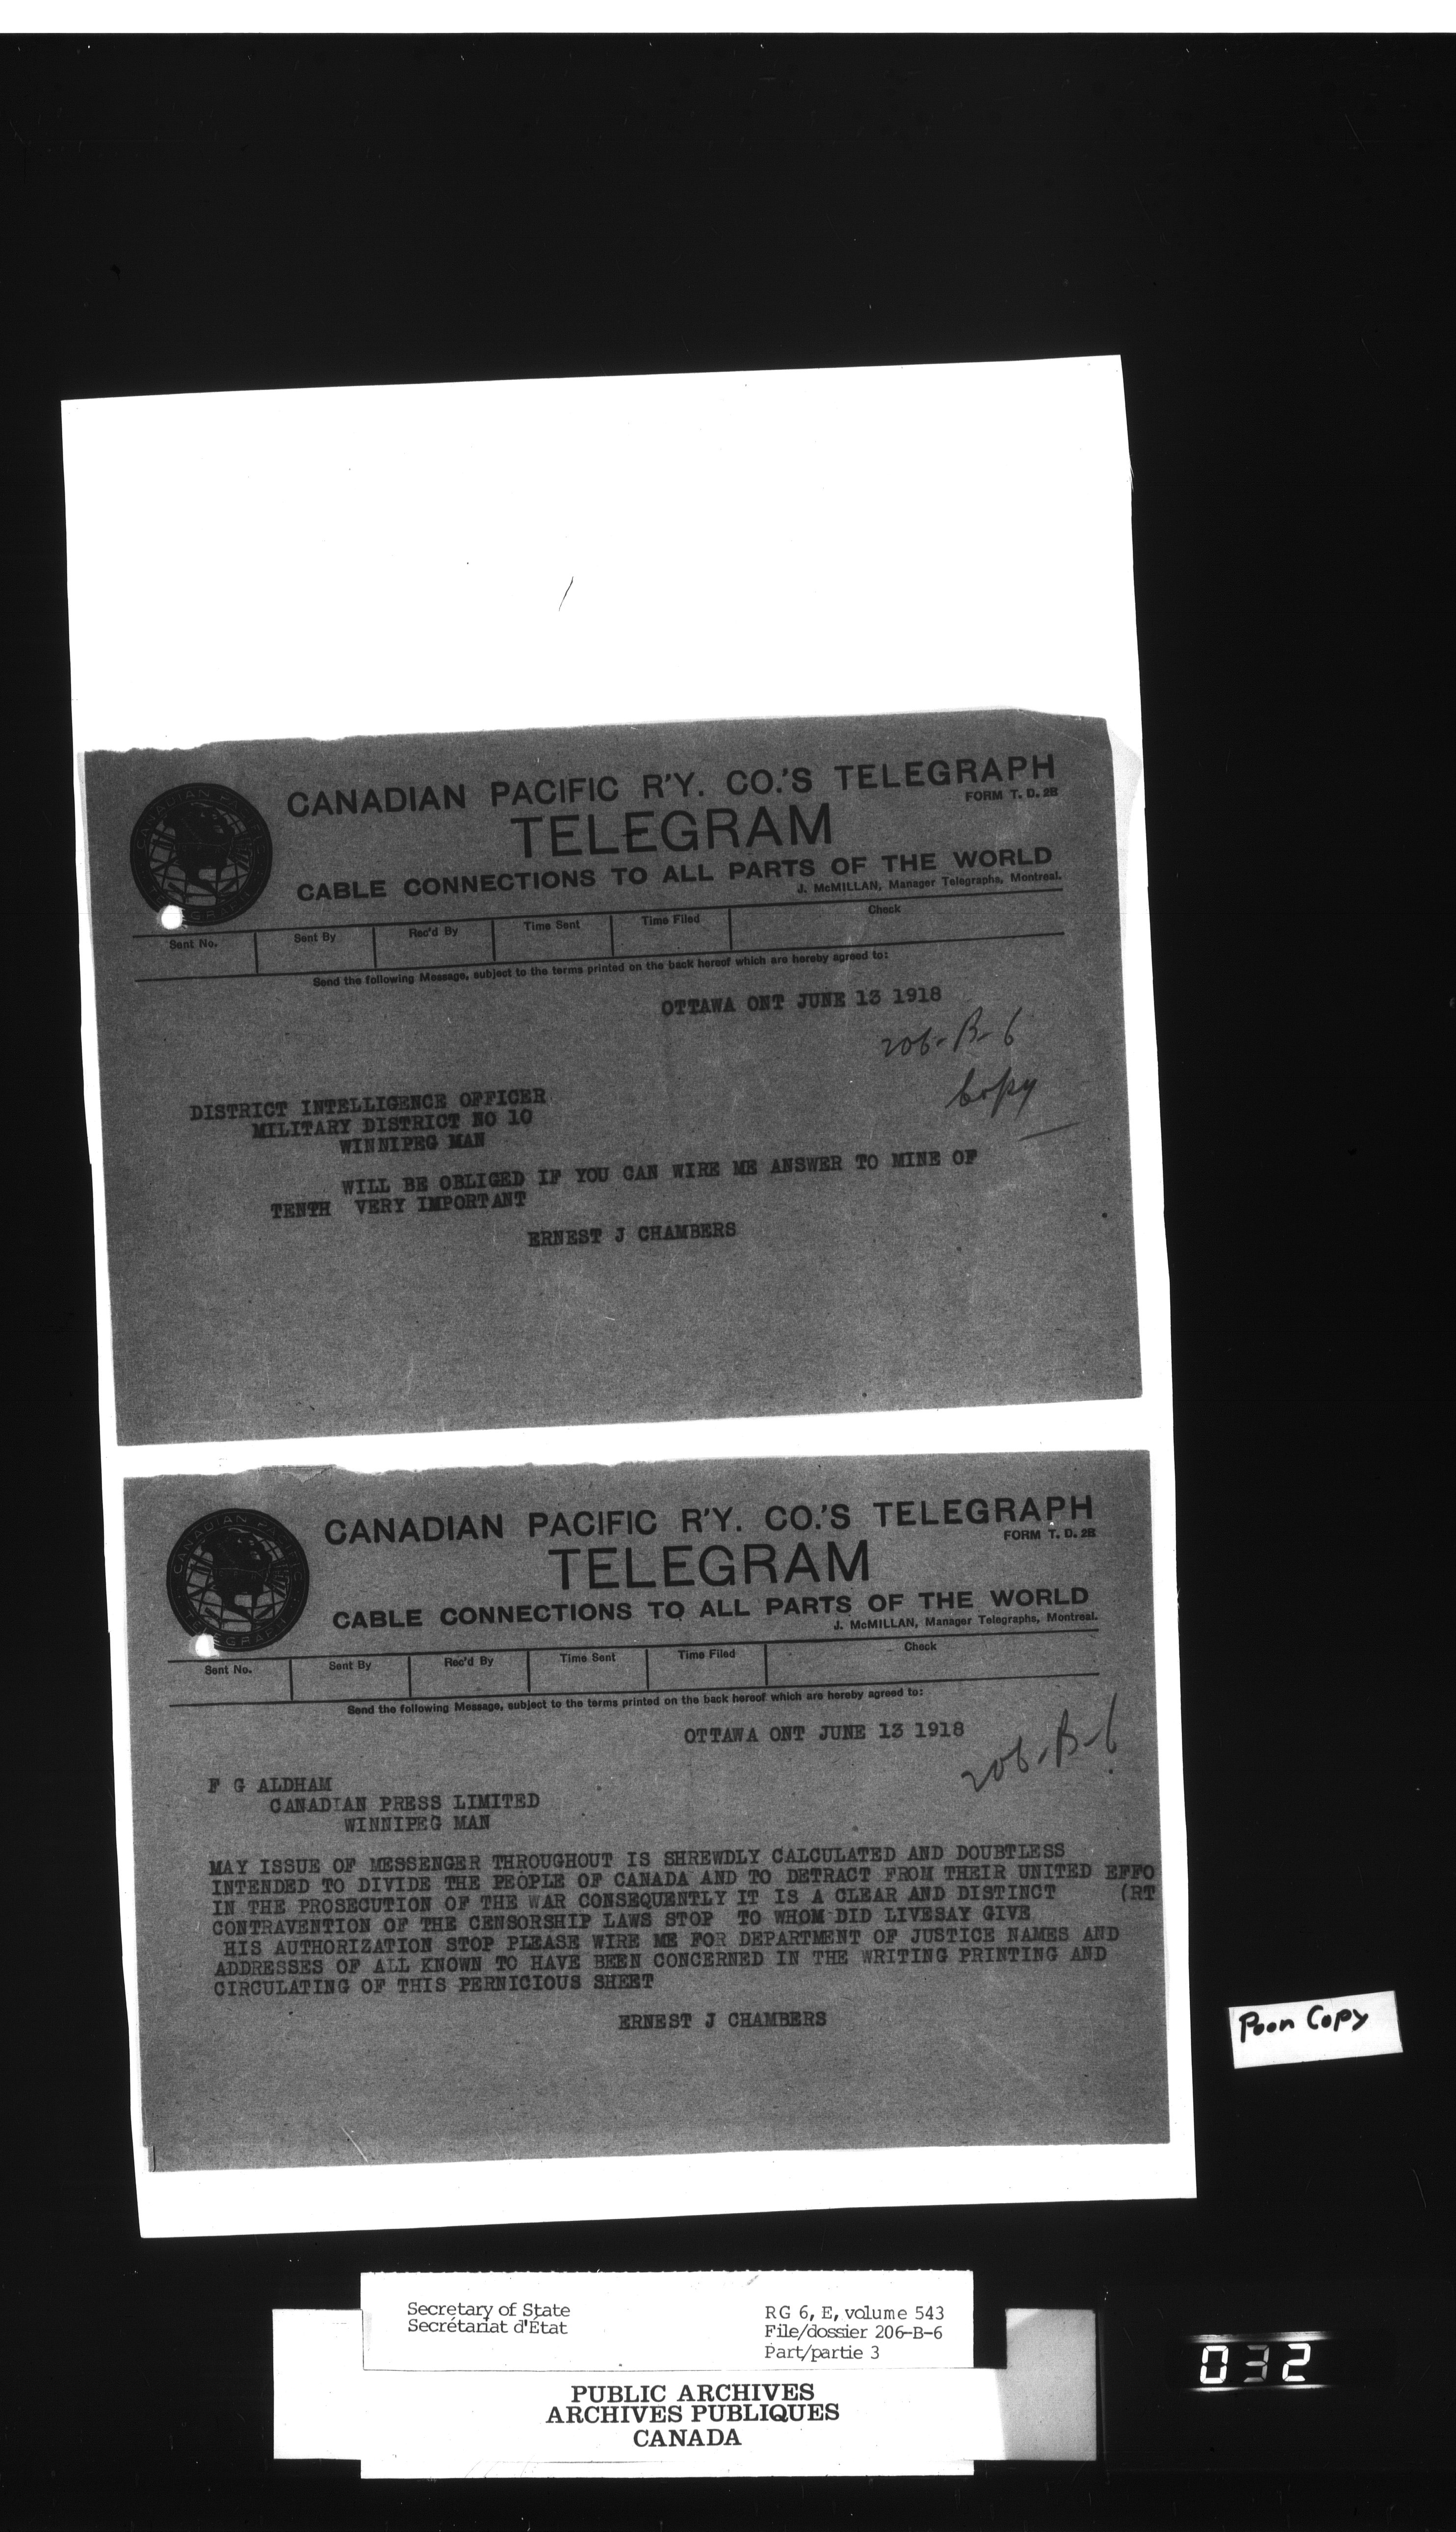 CANADIAN PACIFIC R'Y. CO.'S TELEGRAPH
FORM T. D. 2B
TELEGRAM
CABLE CONNECTIONS TO ALL PARTS OF THE WORLD
J. McMILLAN, Manager Telegraphs, Montreal.
Sent No. Sent By Rec'd By Time Sent Time Filed Check
Send the following Message, subject to the terms printed on the back hereof which are hereby agreed to:
OTTAWA ONT JUNE 13 1918
206-B-6
Copy
DISTRICT INTELLIGENCE OFFICER
MILITARY DISTRICT NO 10
WINNIPEG MAN
WILL BE OBLIGED IF YOU CAN WIRE ME ANSWER TO MINE OF
TENTH VERY IMPORTANT
ERNEST J CHAMBERS
CANADIAN PACIFIC R'Y. CO.'S TELEGRAPH
FORM T. D. 2B
TELEGRAM
CABLE CONNECTIONS TO ALL PARTS OF THE WORLD
J. McMILLAN, Manager Telegraphs, Montreal.
Sent No. Sent By Rec'd By Time Sent Time Filed Check
Send the following Message, subject to the terms printed on the back hereof which are hereby agreed to:
OTTAWA ONT JUNE 13 1918
206-B-6
F G ALDHAM
CANADIAN PRESS LIMITED
WINNIPEG MAN
MAY ISSUE OF MESSENGER THROUGHOUT IS SHREWDLY CALCULATED AND DOUBTLESS
INTENDED TO DIVIDE THE PEOPLE OF CANADA AND TO DETRACT FROM THEIR UNITED EFFO
IN THE PROSECUTION OF THE WAR CONSEQUENTLY IT IS A CLEAR AND DISTINCT (RT
CONTRAVENTION OF THE CENSORSHIP LAWS STOP TO WHOM DID LIVESAY GIVE
HIS AUTHORIZATION STOP PLEASE WIRE ME FOR DEPARTMENT OF JUSTICE NAMES AND
ADDRESSES OF ALL KNOWN TO HAVE BEEN CONCERNED IN THE WRITING PRINTING AND
CIRCULATING OF THIS PERNICIOUS SHEET
ERNEST J CHAMBERS
Poor Copy
Secretary of State
Secrétariat d'État
RG 6, E, volume 543
File/dossier 206-B-6
Part/partie 3
PUBLIC ARCHIVES
ARCHIVES PUBLIQUES
CANADA
032